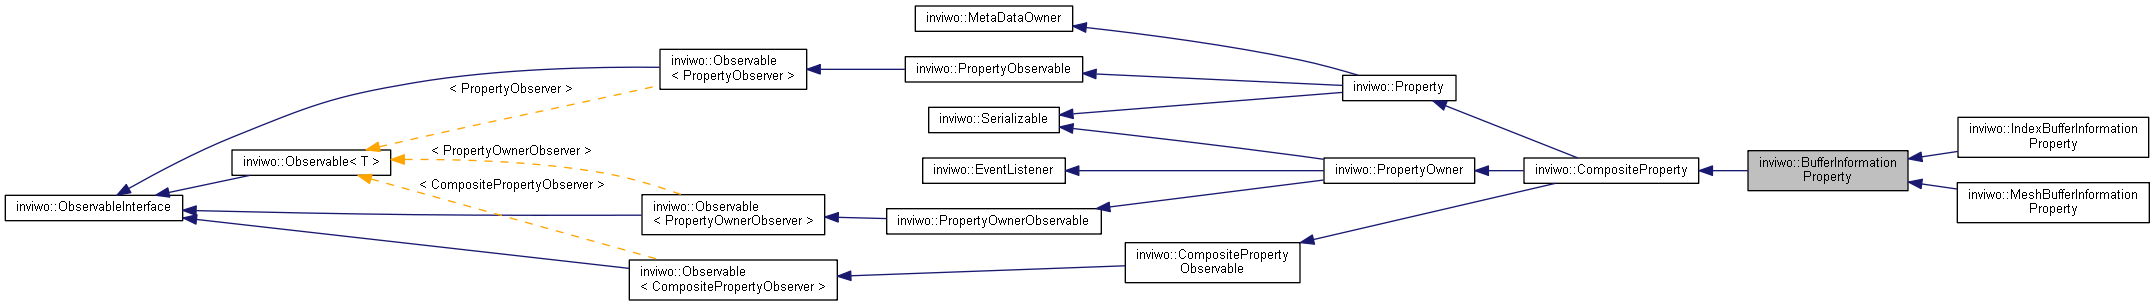 inviwo::MetaDataOwner
inviwo::Observable
< PropertyObserver >
inviwo::PropertyObservable
inviwo::Property
< PropertyObserver >
inviwo::Serializable
inviwo::IndexBufferInformation
Property
inviwo::Observable< T >
< PropertyOwnerObserver >
inviwo::EventListener
inviwo::PropertyOwner
inviwo::CompositeProperty
inviwo::BufferInformation
Property
< CompositePropertyObserver >
inviwo::ObservableInterface
inviwo::Observable
< PropertyOwnerObserver >
inviwo::PropertyOwnerObservable
inviwo::MeshBufferInformation
Property
inviwo::CompositeProperty
Observable
inviwo::Observable
< CompositePropertyObserver >